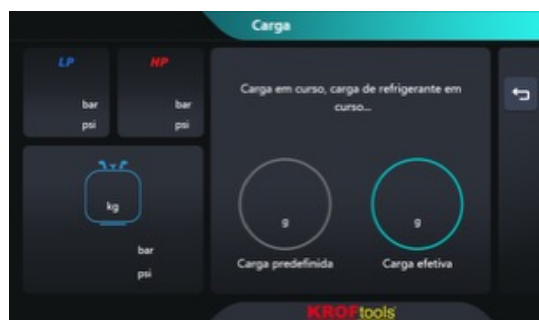 Carga
LP
HP
bar
bar
psi
psi
kg
bar
psi
Carga em curso, carga de refrigerante em
curso...
g
g
Carga predefinida
Carga efetiva
KROFtools